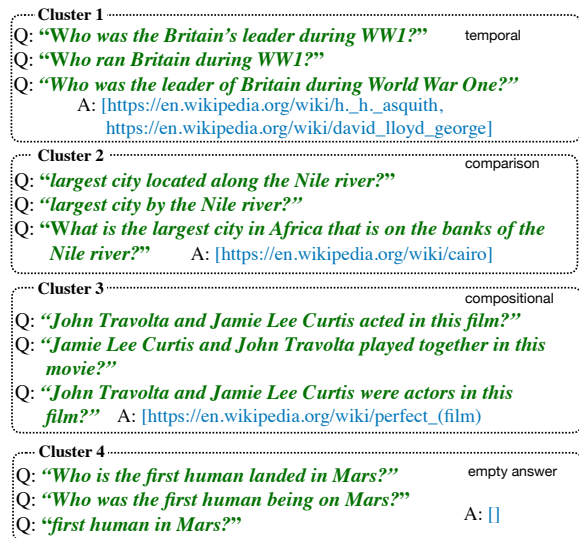 Cluster 1
Q: “Who was the Britain’s leader during WW1?”
temporal
Q: “Who ran Britain during WW1?”
Q: “Who was the leader of Britain during World War One?”
A: [https://en.wikipedia.org/wiki/h._h._asquith,
https://en.wikipedia.org/wiki/david_lloyd_george]
Cluster 2
comparison
Q: “largest city located along the Nile river?”
Q: “largest city by the Nile river?”
Q: “What is the largest city in Africa that is on the banks of the
Nile river?” A: [https://en.wikipedia.org/wiki/cairo]
Cluster 3
compositional
Q: “John Travolta and Jamie Lee Curtis acted in this film?”
Q: “Jamie Lee Curtis and John Travolta played together in this
movie?”
Q: “John Travolta and Jamie Lee Curtis were actors in this
film?” A: [https://en.wikipedia.org/wiki/perfect_(film)
Cluster 4
Q: “Who is the first human landed in Mars?”
empty answer
Q: “Who was the first human being on Mars?”
Q: “first human in Mars?”
A: []